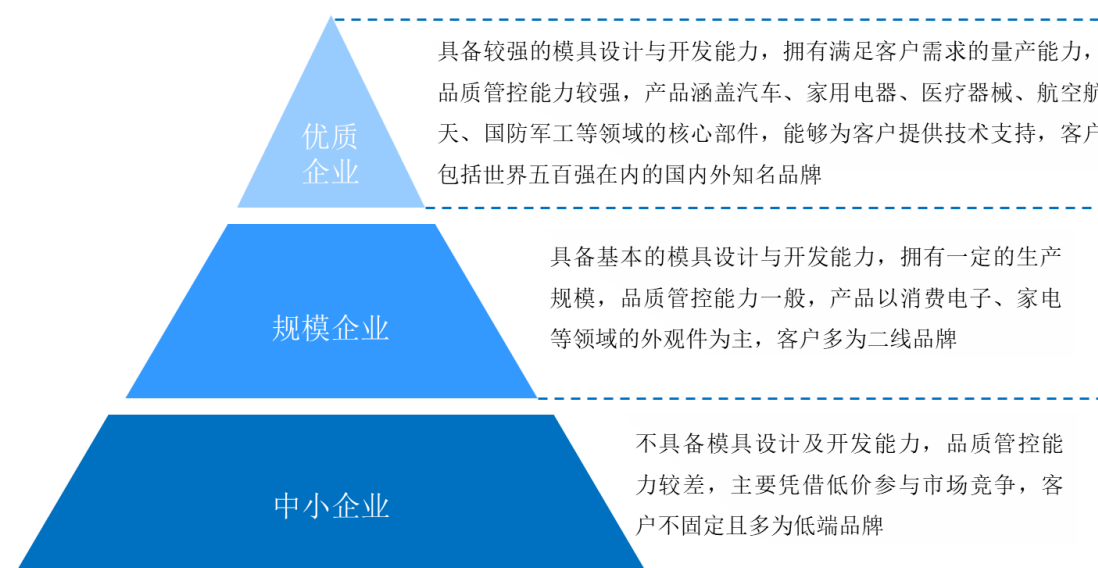 具备较强的模具设计与开发能力，拥有满足客户需求的量产能力，
品质管控能力较强，产品涵盖汽车、家用电器、医疗器械、航空航
天、国防军工等领域的核心部件，能够为客户提供技术支持，客户
包括世界五百强在内的国内外知名品牌
优质
企业
具备基本的模具设计与开发能力，拥有一定的生产
规模，品质管控能力一般，产品以消费电子、家电
等领域的外观件为主，客户多为二线品牌
规模企业
不具备模具设计及开发能力，品质管控能
力较差，主要凭借低价参与市场竞争，客
户不固定且多为低端品牌
中小企业